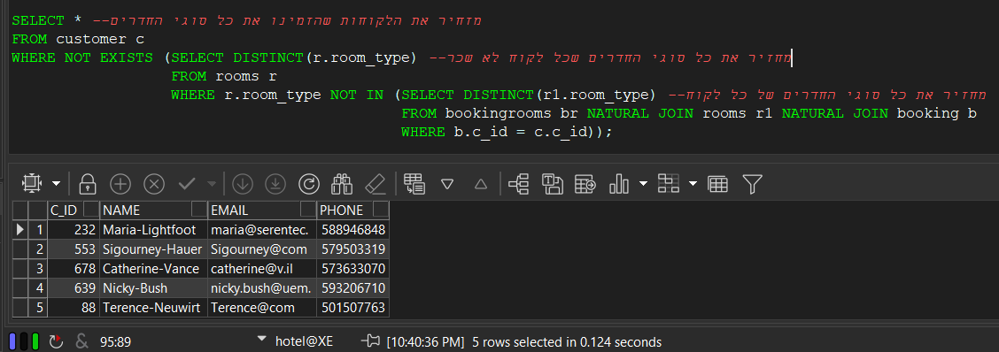 SELECT * --מזחיר את הלקוחות שהזמינו את כל סוגי החדרים
FROM customer c
WHERE NOT EXISTS (SELECT DISTINCT(r.room_type) --מחזיר את כל סוגי החדרים שכל לקוח לא שכר
FROM rooms r
WHERE r.room_type NOT IN (SELECT DISTINCT(r1.room_type) --מחזיר את כל סוגי החדרים של כל לקוח
FROM bookingrooms br NATURAL JOIN rooms r1 NATURAL JOIN booking b
WHERE b.c_id = c.c_id));
C_ID NAME EMAIL PHONE
1 232 Maria-Lightfoot maria@serentec. 588946848
2 553 Sigourney-Hauer Sigourney@com 579503319
3 678 Catherine-Vance catherine@v.il 573633070
4 639 Nicky-Bush nicky.bush@uem. 593206710
5 88 Terence-Neuwirt Terence@com 501507763
& 95:89 hotel@XE [10:40:36 PM] 5 rows selected in 0.124 seconds